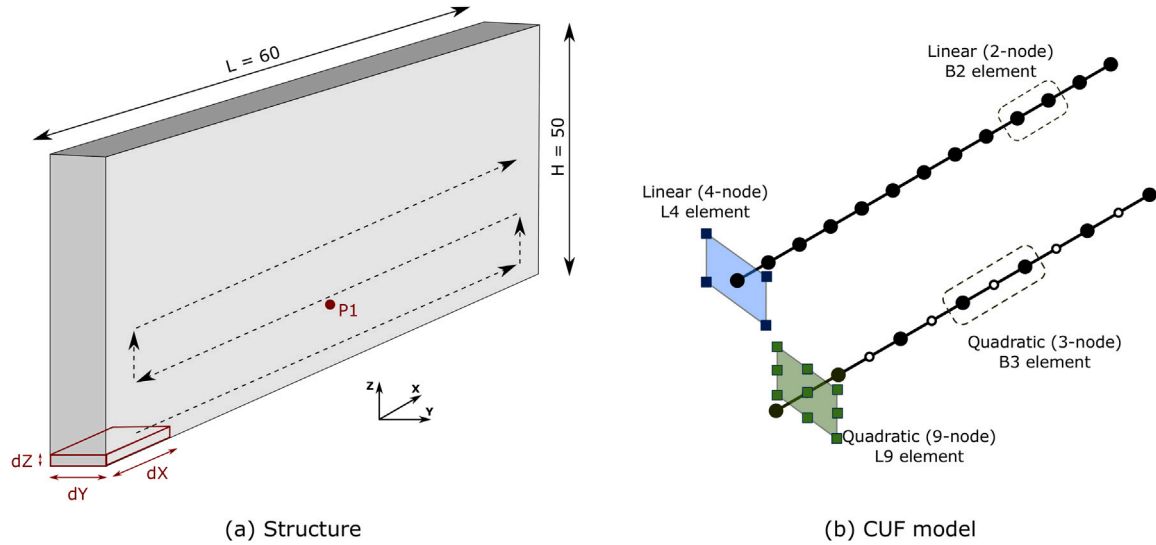 L = 60
H = 50
P1
Z
X
Y
dZ
dY
dX
(a) Structure
Linear (2-node)
B2 element
Linear (4-node)
L4 element
Quadratic (3-node)
B3 element
Quadratic (9-node)
L9 element
(b) CUF model